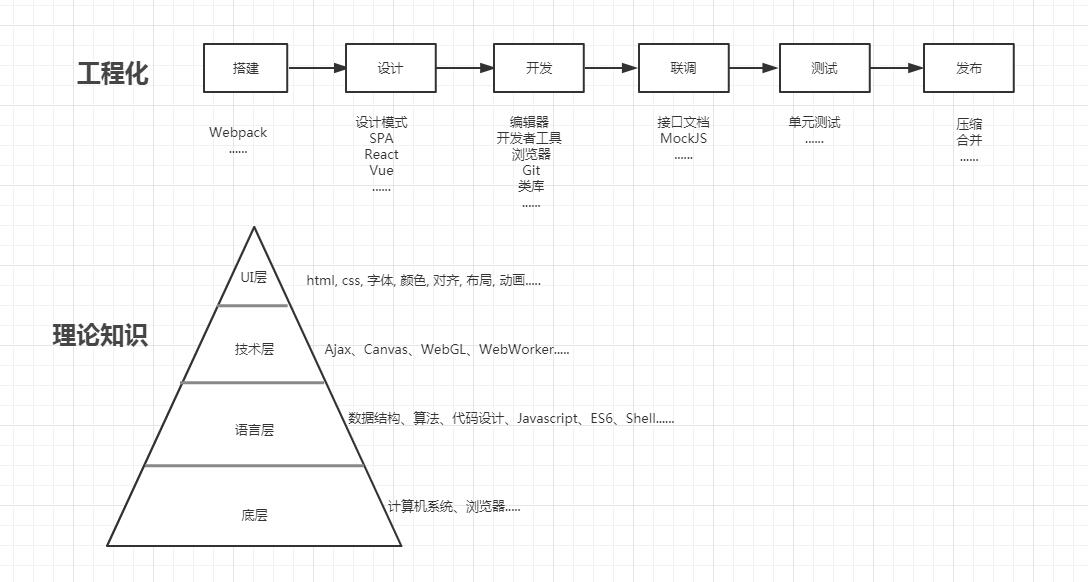 工程化
搭建
设计
开发
联调
测试
发布
Webpack
......
设计模式
SPA
React
Vue
......
编辑器
开发者工具
浏览器
Git
类库
......
接口文档
MockJS
......
单元测试
......
压缩
合并
......
理论知识
UI层
html, css, 字体, 颜色, 对齐, 布局, 动画.....
技术层
Ajax、Canvas、WebGL、WebWorker.....
语言层
数据结构、算法、代码设计、Javascript、ES6、Shell......
底层
计算机系统、浏览器.....